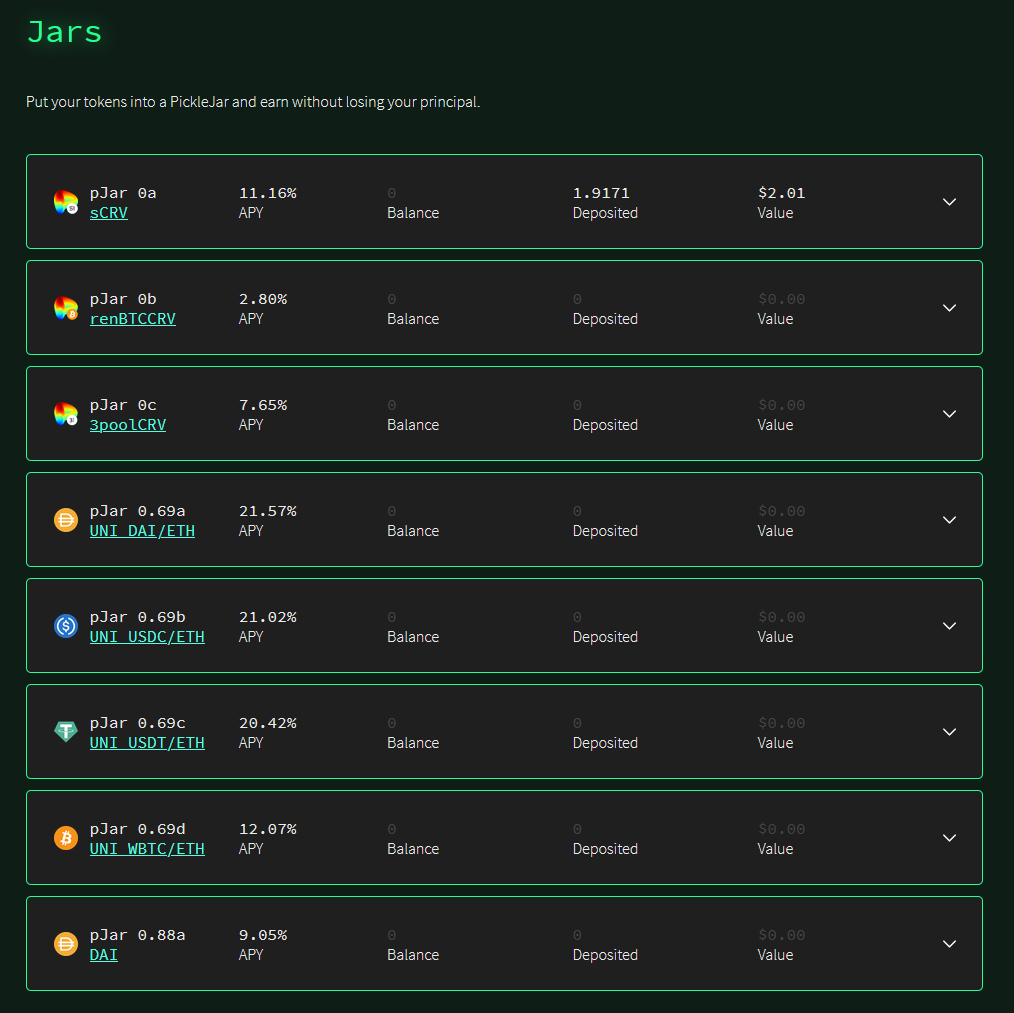 Jars
Put your tokens into a PickleJar and earn without losing your principal.
pJar 0a 11.16% 0 1.9171 $2.01
sCRV APY Balance Deposited Value
pJar 0b 2.80% 0 0 $0.00
renBTCCRV APY Balance Deposited Value
pJar 0c 7.65% 0 0 $0.00
3poolCRV APY Balance Deposited Value
pJar 0.69a 21.57% 0 0 $0.00
UNI DAI/ETH APY Balance Deposited Value
pJar 0.69b 21.02% 0 0 $0.00
UNI USDC/ETH APY Balance Deposited Value
pJar 0.69c 20.42% 0 0 $0.00
UNI USDT/ETH APY Balance Deposited Value
pJar 0.69d 12.07% 0 0 $0.00
UNI WBTC/ETH APY Balance Deposited Value
pJar 0.88a 9.05% 0 0 $0.00
DAI APY Balance Deposited Value